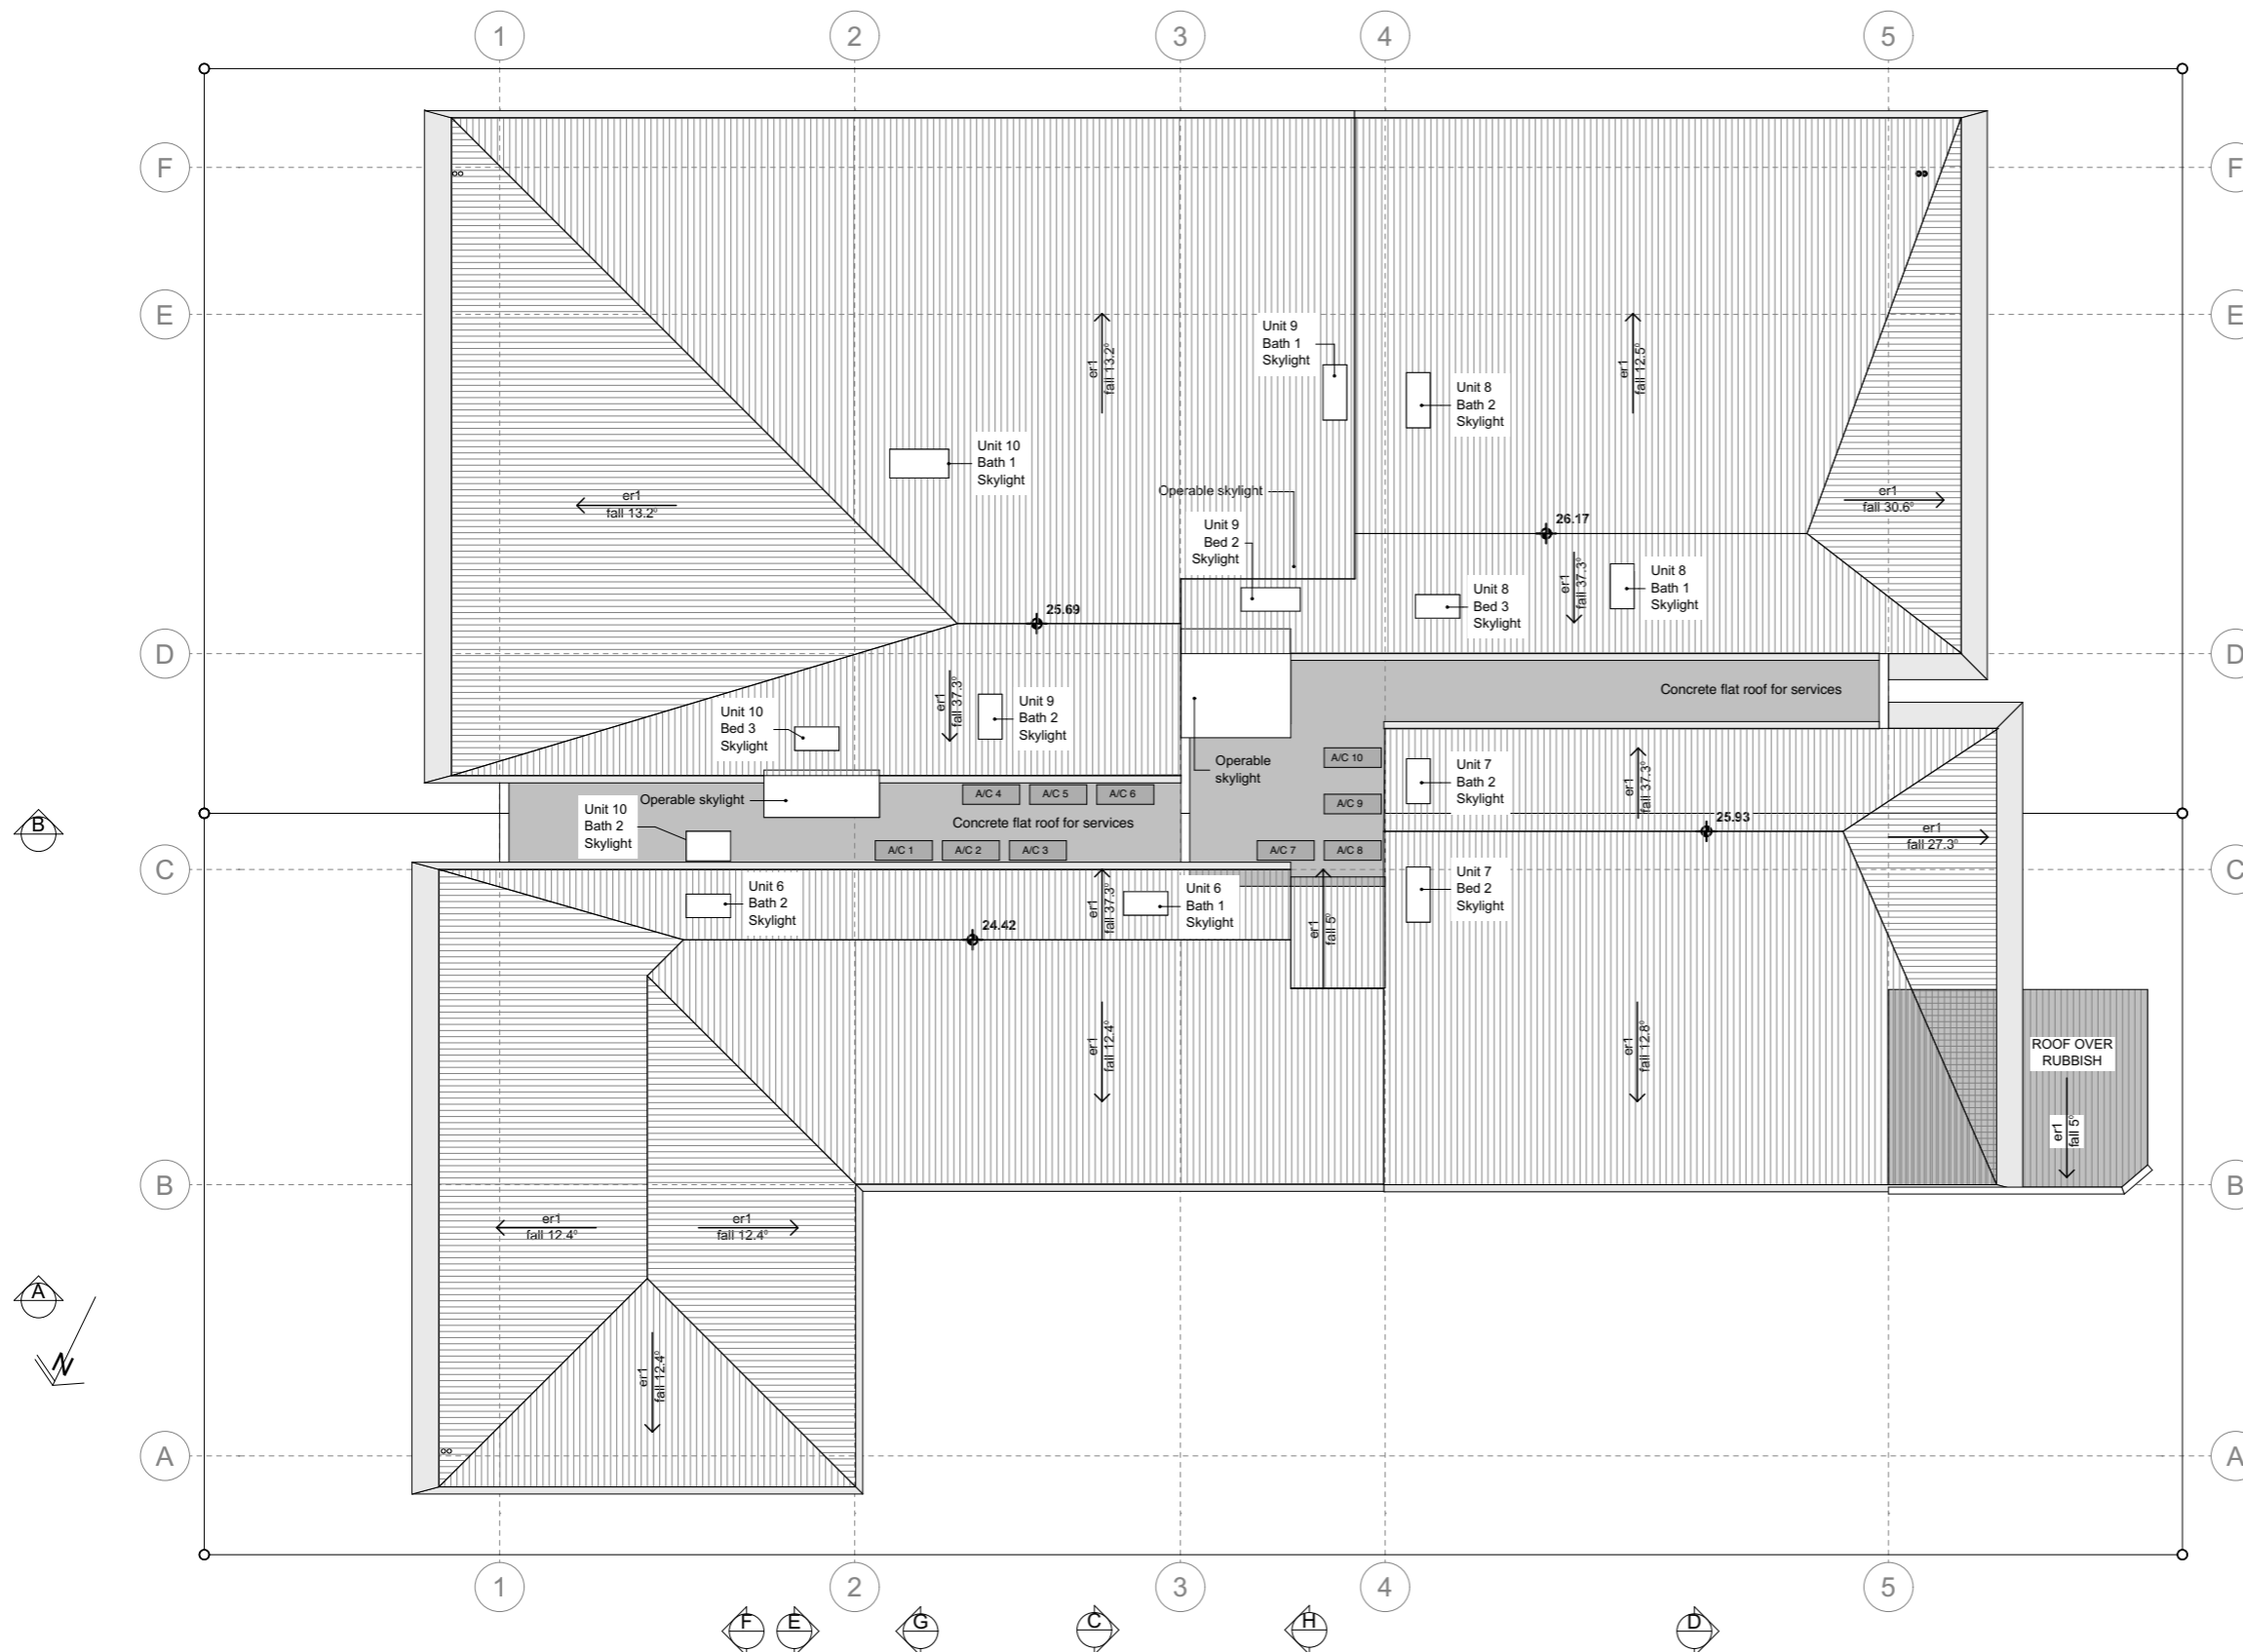 1
2
3
4
5
F
F
E
E
Unit 9
Bath 1
Skylight
er1
fall 13.2°
er1
fall 12.5°
Unit 8
Bath 2
Skylight
Unit 10
Bath 1
Skylight
Operable skylight
er1
fall 13.2°
er1
fall 30.6°
Unit 9
Bed 2
Skylight
26.17
er1
fall 37.3°
Unit 8
Bed 3
Skylight
Unit 8
Bath 1
Skylight
25.69
D
D
er1
fall 37.3°
Unit 9
Bath 2
Skylight
Unit 10
Bed 3
Skylight
Concrete flat roof for services
Operable
skylight
A/C 10
Unit 7
Bath 2
Skylight
er1
fall 37.3°
Operable skylight
A/C 4
A/C 5
A/C 6
A/C 9
Unit 10
Bath 2
Skylight
Concrete flat roof for services
25.93
er1
fall 27.3°
B
A/C 1
A/C 2
A/C 3
A/C 7
A/C 8
C
C
Unit 6
Bath 2
Skylight
er1
fall 37.3°
Unit 6
Bath 1
Skylight
er1
fall 5°
Unit 7
Bed 2
Skylight
24.42
er1
fall 12.4°
er1
fall 12.8°
ROOF OVER
RUBBISH
er1
fall 5°
B
B
er1
fall 12.4°
er1
fall 12.4°
A
N
er1
fall 12.4°
A
A
1
2
3
4
5
F
E
G
C
H
D